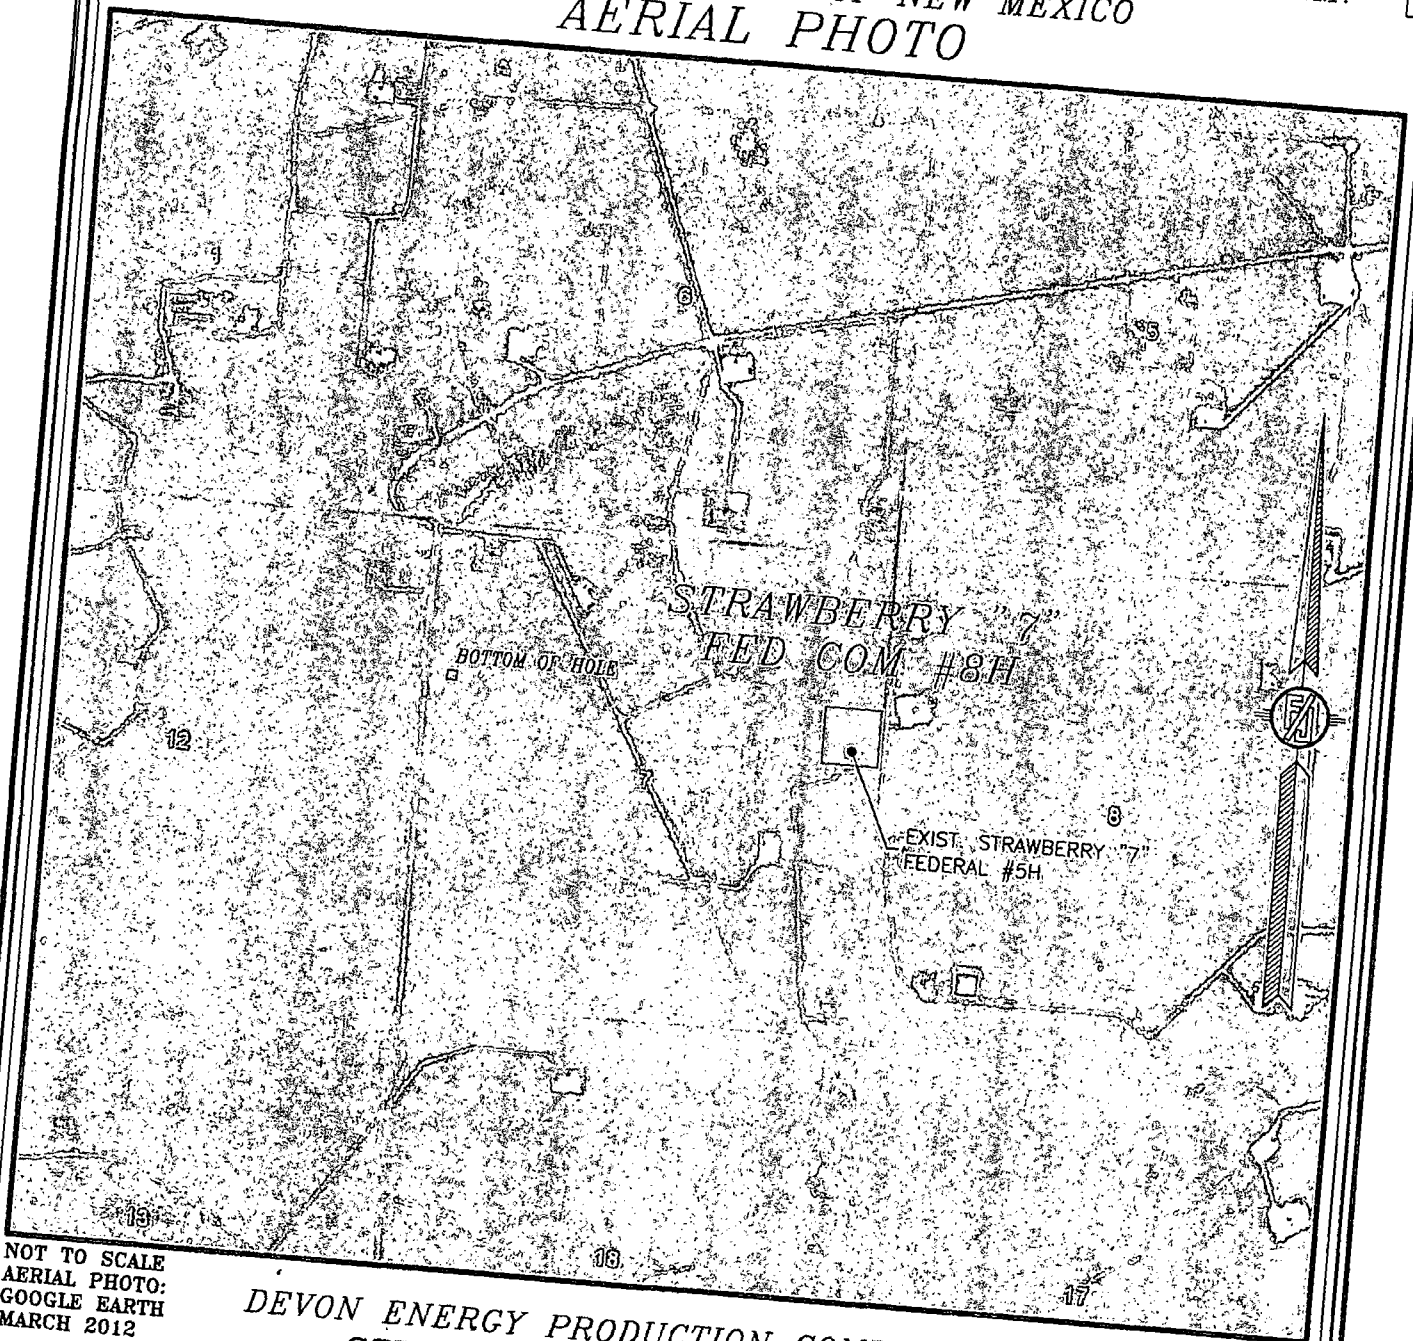 NEW MEXICO
AERIAL PHOTO
1
6
5
STRAWBERRY "7"
FED COM #8H
BOTTOM OF HOLE
12
7
8
EXIST. STRAWBERRY "7"
FEDERAL #5H
13
18
17
NOT TO SCALE
AERIAL PHOTO:
GOOGLE EARTH
MARCH 2012
DEVON ENERGY PRODUCTION